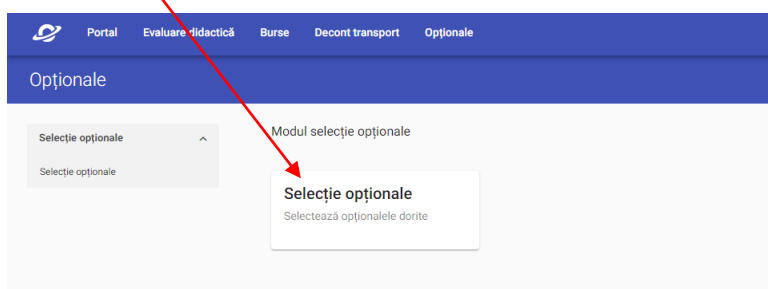 Portal Evaluare didactică Burse Decont transport Opționale
Opționale
Selecție opționale
Selecție opționale
Modul selecție opționale
Selecție opționale
Selectează opționalele dorite